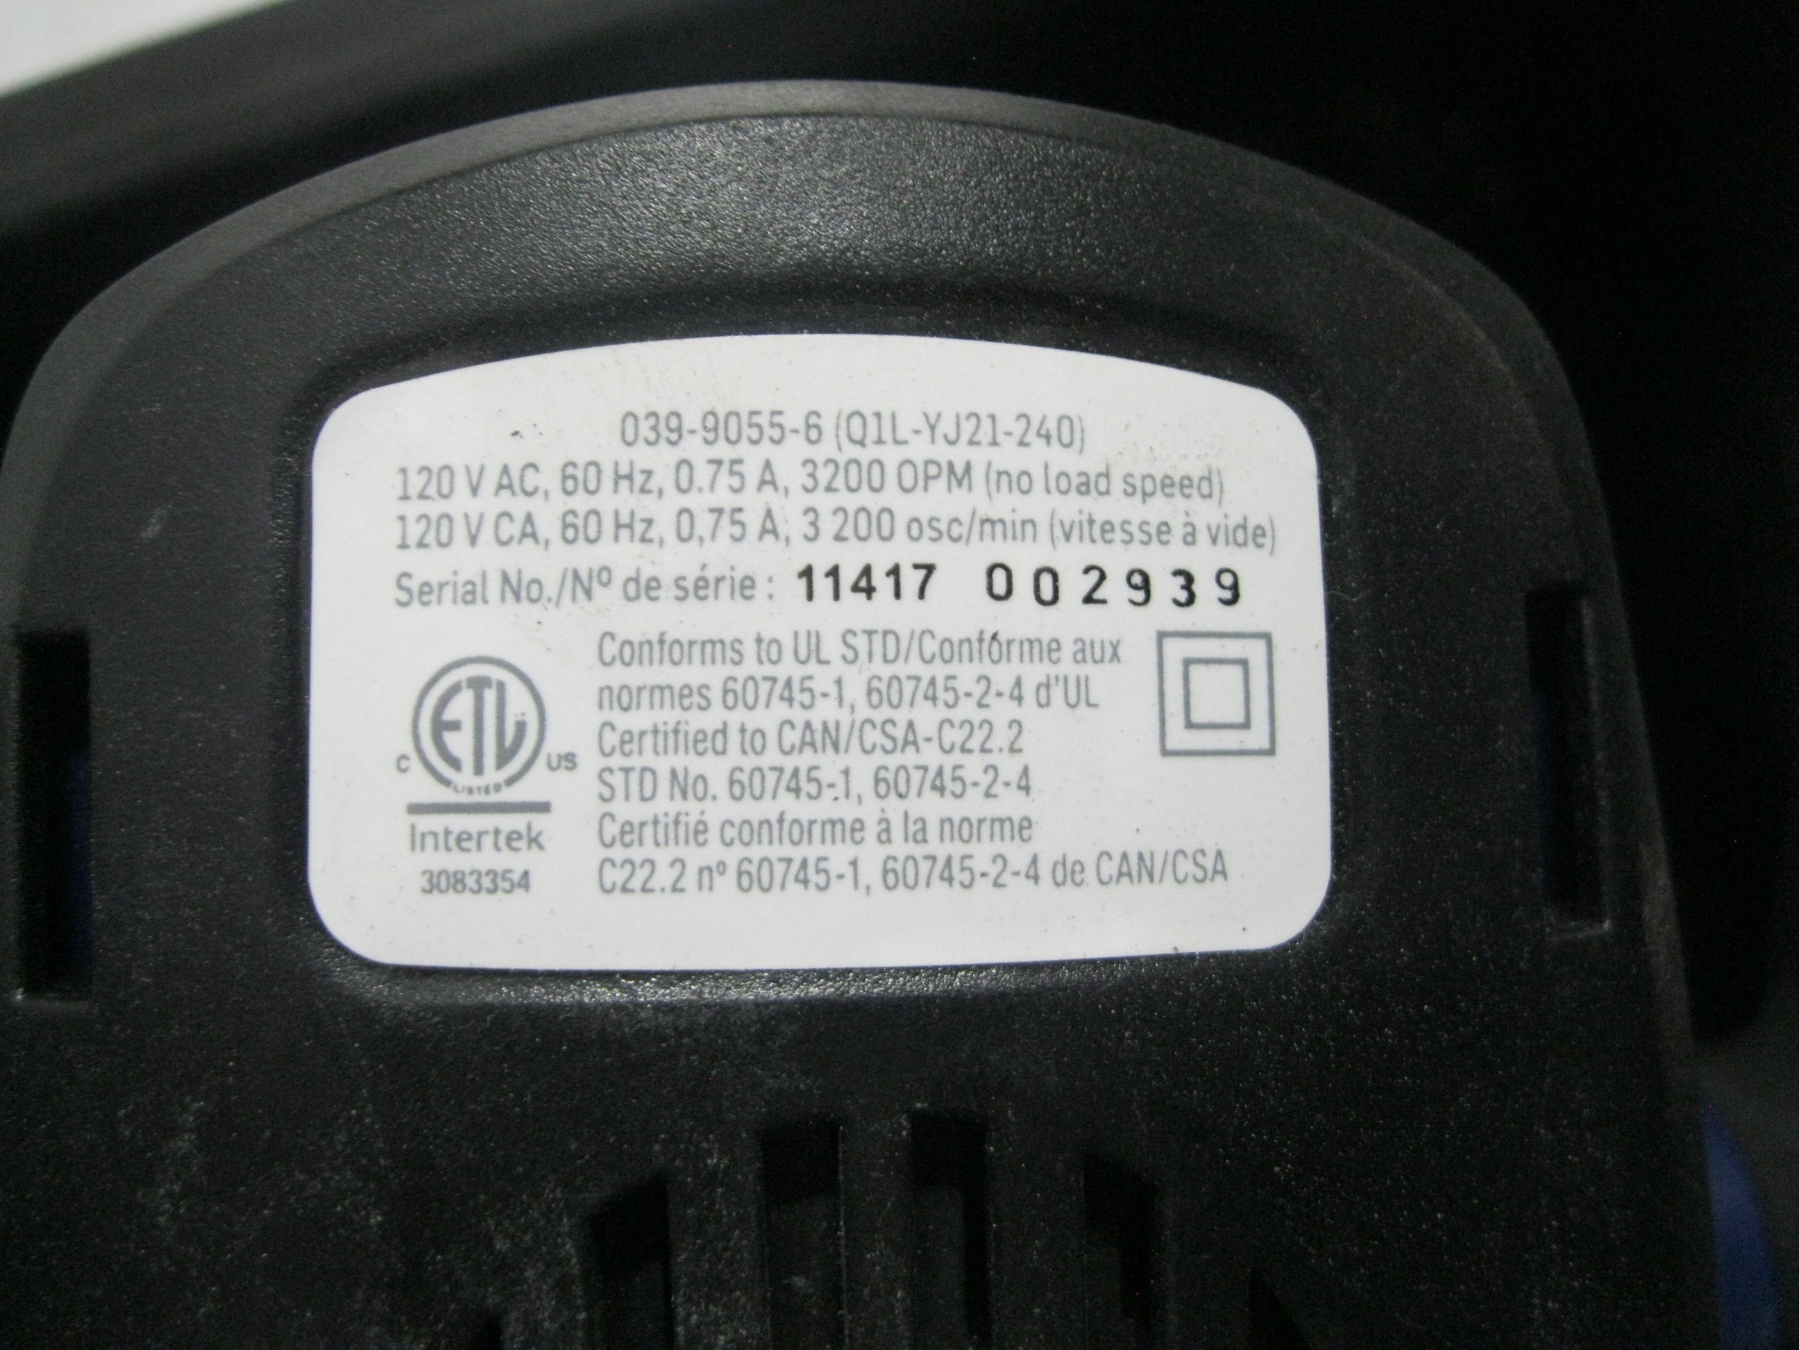 039-9055-6 (Q1L-YJ21-240)
120 V AC, 60 Hz, 0.75 A, 3200 OPM (no load speed)
120 V CA, 60 Hz, 0,75 A, 3 200 osc/min (vitesse à vide)
Serial No./Nº de série : 11417 002939
Conforms to UL STD/Conforme aux
normes 60745-1, 60745-2-4 d'UL
Certified to CAN/CSA-C22.2
STD No. 60745-1, 60745-2-4
Certifié conforme à la norme
C22.2 nº 60745-1, 60745-2-4 de CAN/CSA
C ETL US
LISTED
Intertek
3083354